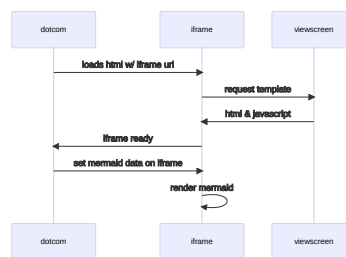 dotcom iframe viewscreen
loads html w/ iframe url
request template
html & javascript
iframe ready
set mermaid data on iframe
render mermaid
dotcom iframe viewscreen